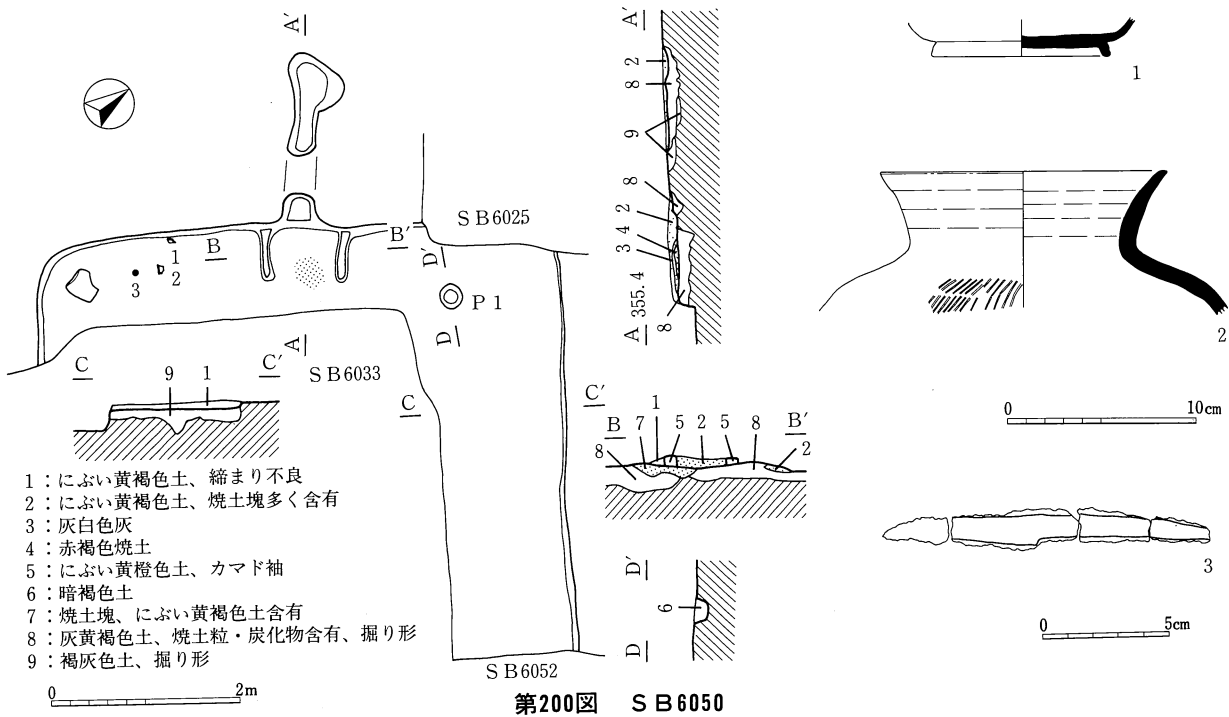 A′
SB6025
B
B′
1
2
3
D′
P1
D
A
SB6033
C
C′
9
1
C
C′
SB6052
A′
2
8
9
8
2
4
3
A 355.4
8
B
B′
8
7
1
5
2
5
8
2
D′
6
D
1
2
0
10cm
3
0
5cm
1：にぶい黄褐色土、締まり不良
2：にぶい黄褐色土、焼土塊多く含有
3：灰白色灰
4：赤褐色焼土
5：にぶい黄橙色土、カマド袖
6：暗褐色土
7：焼土塊、にぶい黄褐色土含有
8：灰黄褐色土、焼土粒・炭化物含有、掘り形
9：褐灰色土、掘り形
0
2m
第200図　SB6050